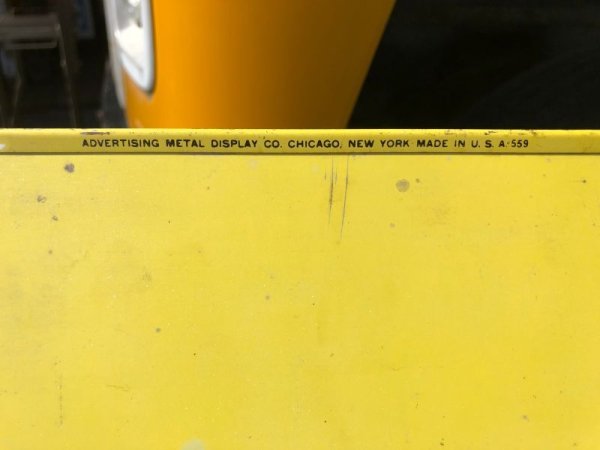 ADVERTISING METAL DISPLAY CO. CHICAGO, NEW YORK MADE IN U. S. A. 559